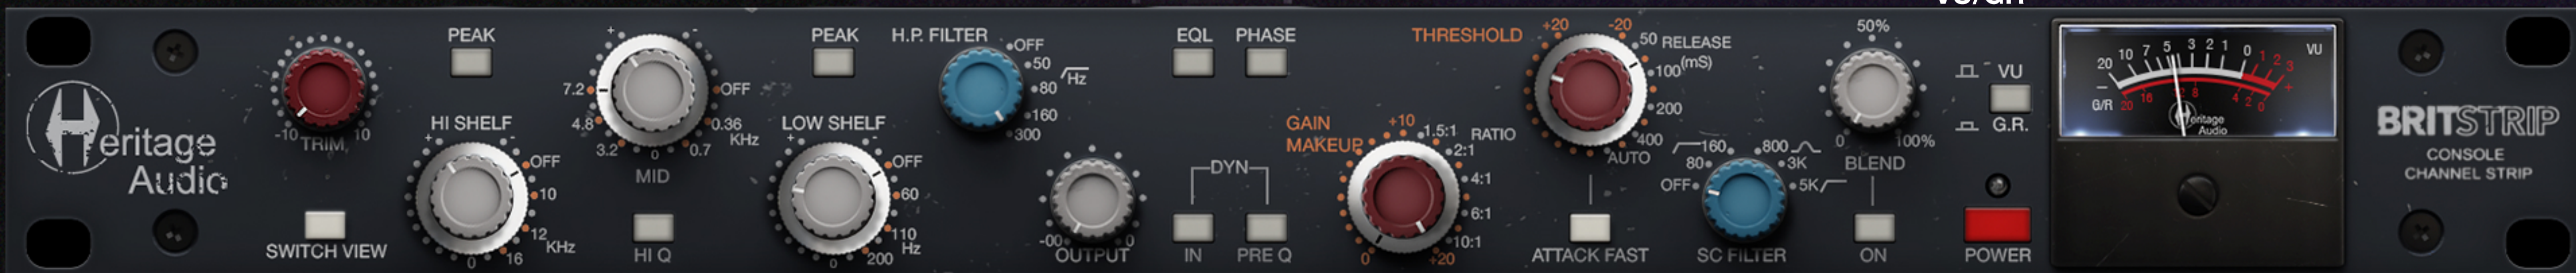 VU/GR
Heritage
Audio
-10 TRIM 10
SWITCH VIEW
PEAK
HI SHELF
+ -
OFF
10
12
KHz
16
0
+ -
7.2
4.8
3.2
0
0.7
0.36
KHz
OFF
MID
HI Q
PEAK
LOW SHELF
+ -
OFF
60
110
Hz
200
0
H.P. FILTER
OFF
50
Hz
80
160
300
-00 0
OUTPUT
EQL PHASE
DYN
IN PRE Q
GAIN
MAKEUP
+10
0
+20
1.5:1 RATIO
2:1
4:1
6:1
10:1
THRESHOLD
+20 -20
50 RELEASE
(mS)
100
200
400
AUTO
ATTACK FAST
160 800
80 3K
OFF 5K
SC FILTER
50%
0 100%
BLEND
ON
VU
G.R.
POWER
20 10 7 5 3 2 1 0 1 2 3 VU
- +
G/R 20 16 12 8 4 2 0
Heritage
Audio
BRITSTRIP
CONSOLE
CHANNEL STRIP